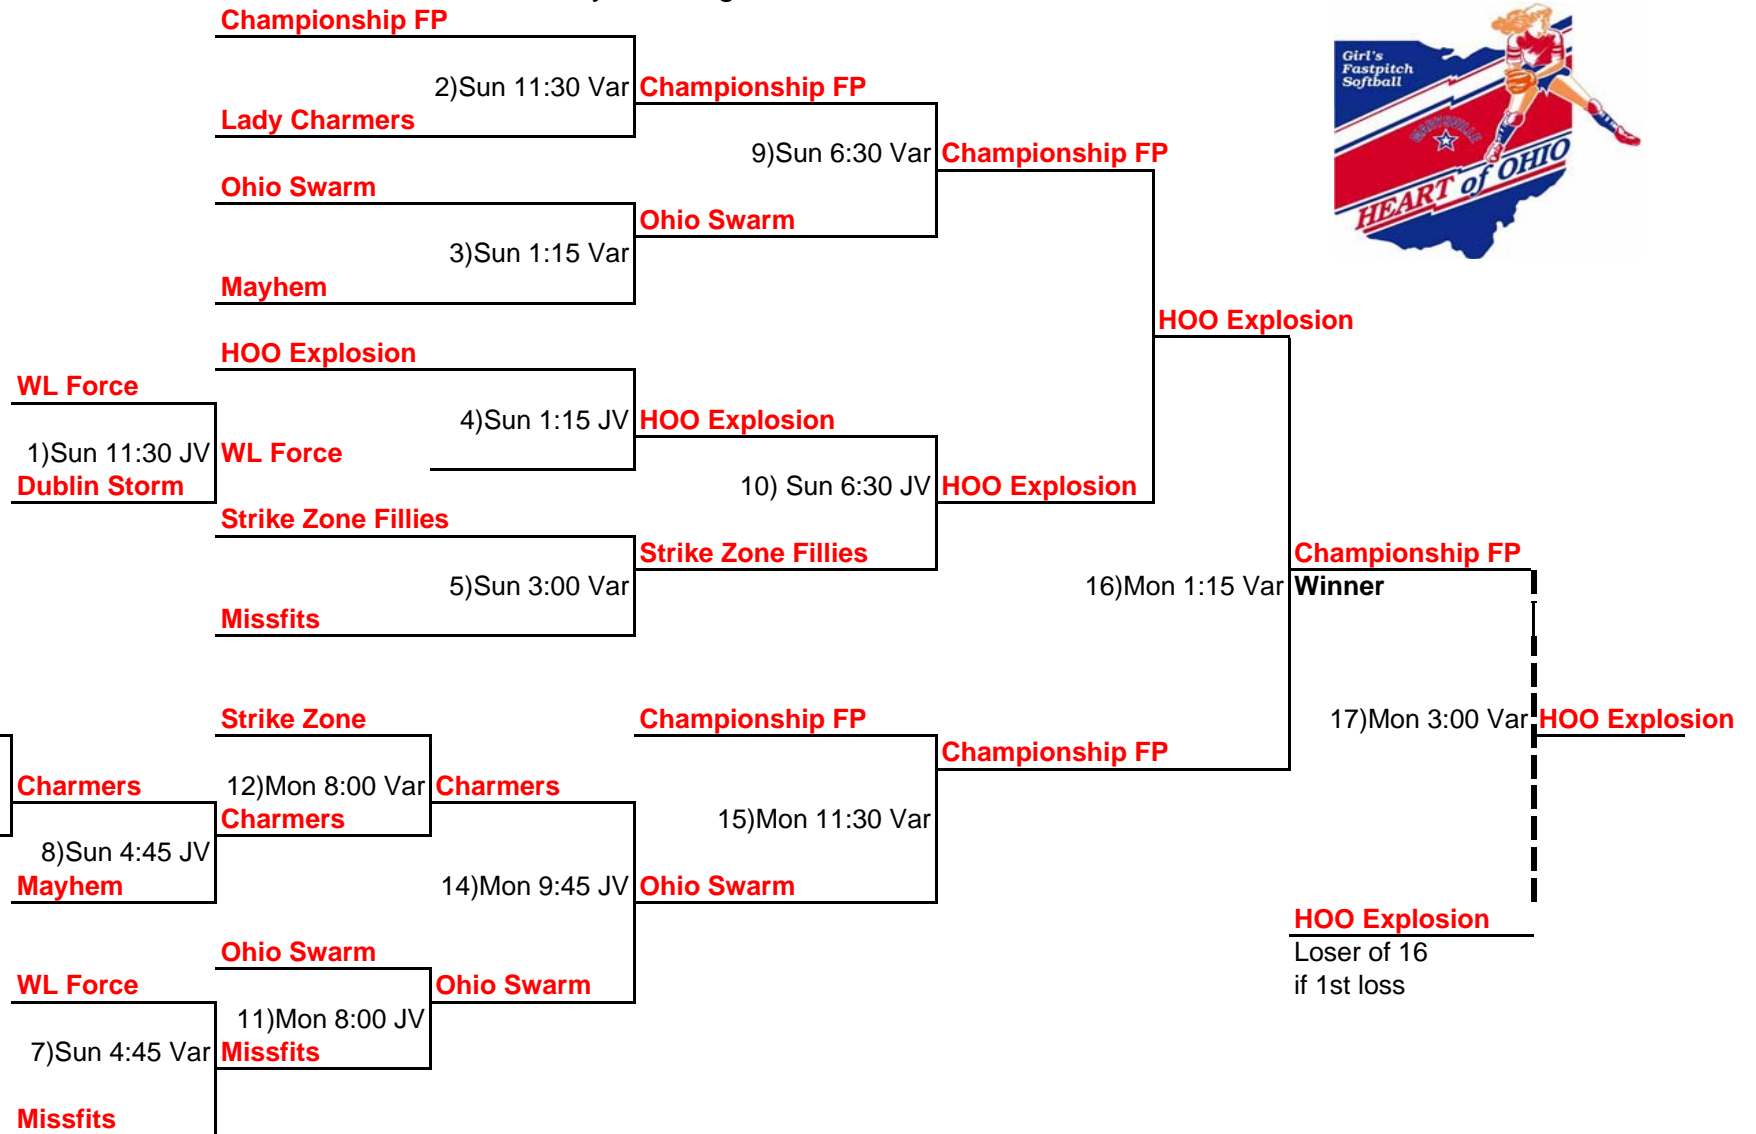 Championship FP
2)Sun 11:30 Var
Championship FP
Lady Charmers
9)Sun 6:30 Var
Championship FP
Ohio Swarm
Ohio Swarm
3)Sun 1:15 Var
Mayhem
HOO Explosion
HOO Explosion
WL Force
4)Sun 1:15 JV
HOO Explosion
1)Sun 11:30 JV
WL Force
Dublin Storm
10) Sun 6:30 JV
HOO Explosion
Strike Zone Fillies
Strike Zone Fillies
Championship FP
5)Sun 3:00 Var
16)Mon 1:15 Var
Winner
Missfits
Strike Zone
Championship FP
17)Mon 3:00 Var
HOO Explosion
Championship FP
Charmers
12)Mon 8:00 Var
Charmers
Charmers
15)Mon 11:30 Var
8)Sun 4:45 JV
Mayhem
14)Mon 9:45 JV
Ohio Swarm
HOO Explosion
Ohio Swarm
Loser of 16
WL Force
Ohio Swarm
if 1st loss
11)Mon 8:00 JV
7)Sun 4:45 Var
Missfits
Missfits
Girl's
Fastpitch
Softball
MARYSVILLE
HEART of OHIO